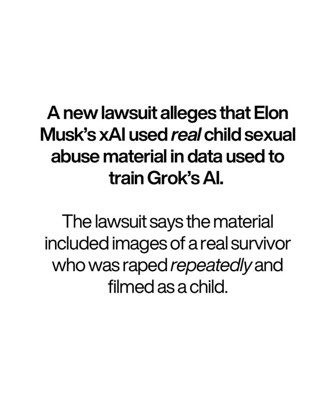 A new lawsuit alleges that Elon
Musk's xAI used real child sexual
abuse material in data used to
train Grok's AI.
The lawsuit says the material
included images of a real survivor
who was raped repeatedly and
filmed as a child.